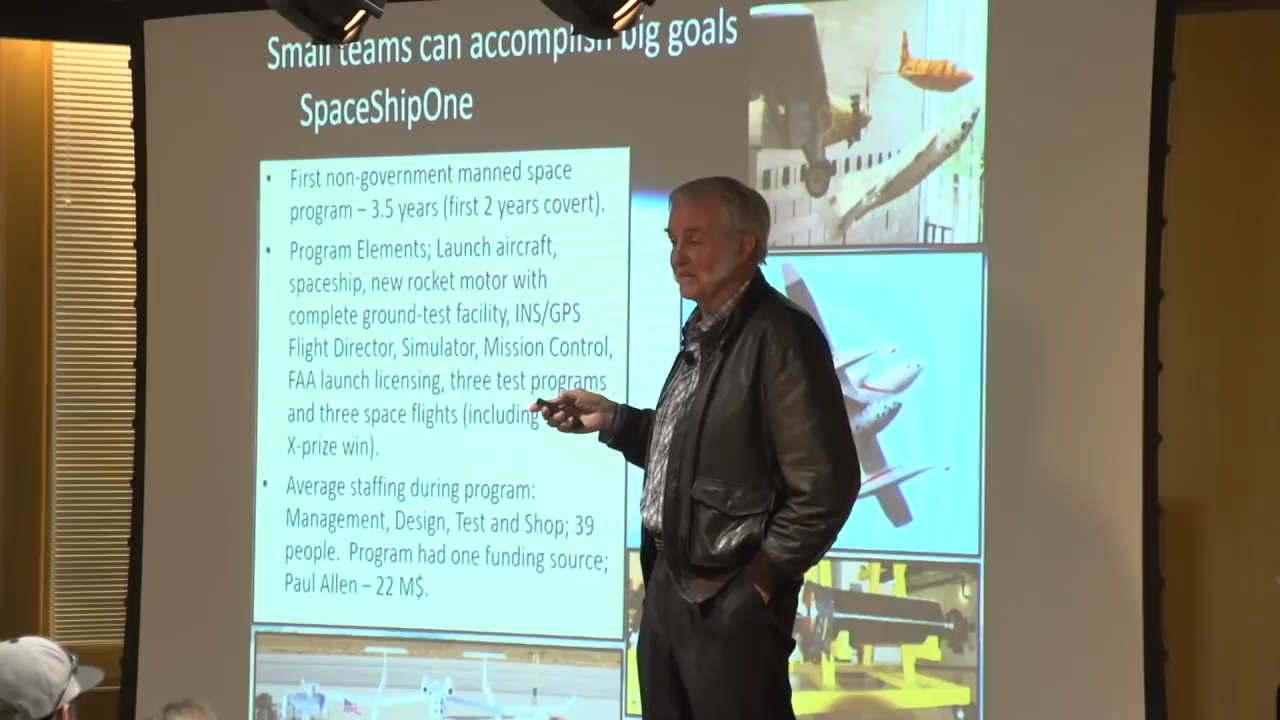 Small teams can accomplish big goals
SpaceShipOne
• First non-government manned space
program – 3.5 years (first 2 years covert).
• Program Elements; Launch aircraft,
spaceship, new rocket motor with
complete ground-test facility, INS/GPS
Flight Director, Simulator, Mission Control,
FAA launch licensing, three test programs
and three space flights (including
X-prize win).
• Average staffing during program:
Management, Design, Test and Shop; 39
people. Program had one funding source;
Paul Allen – 22 M$.